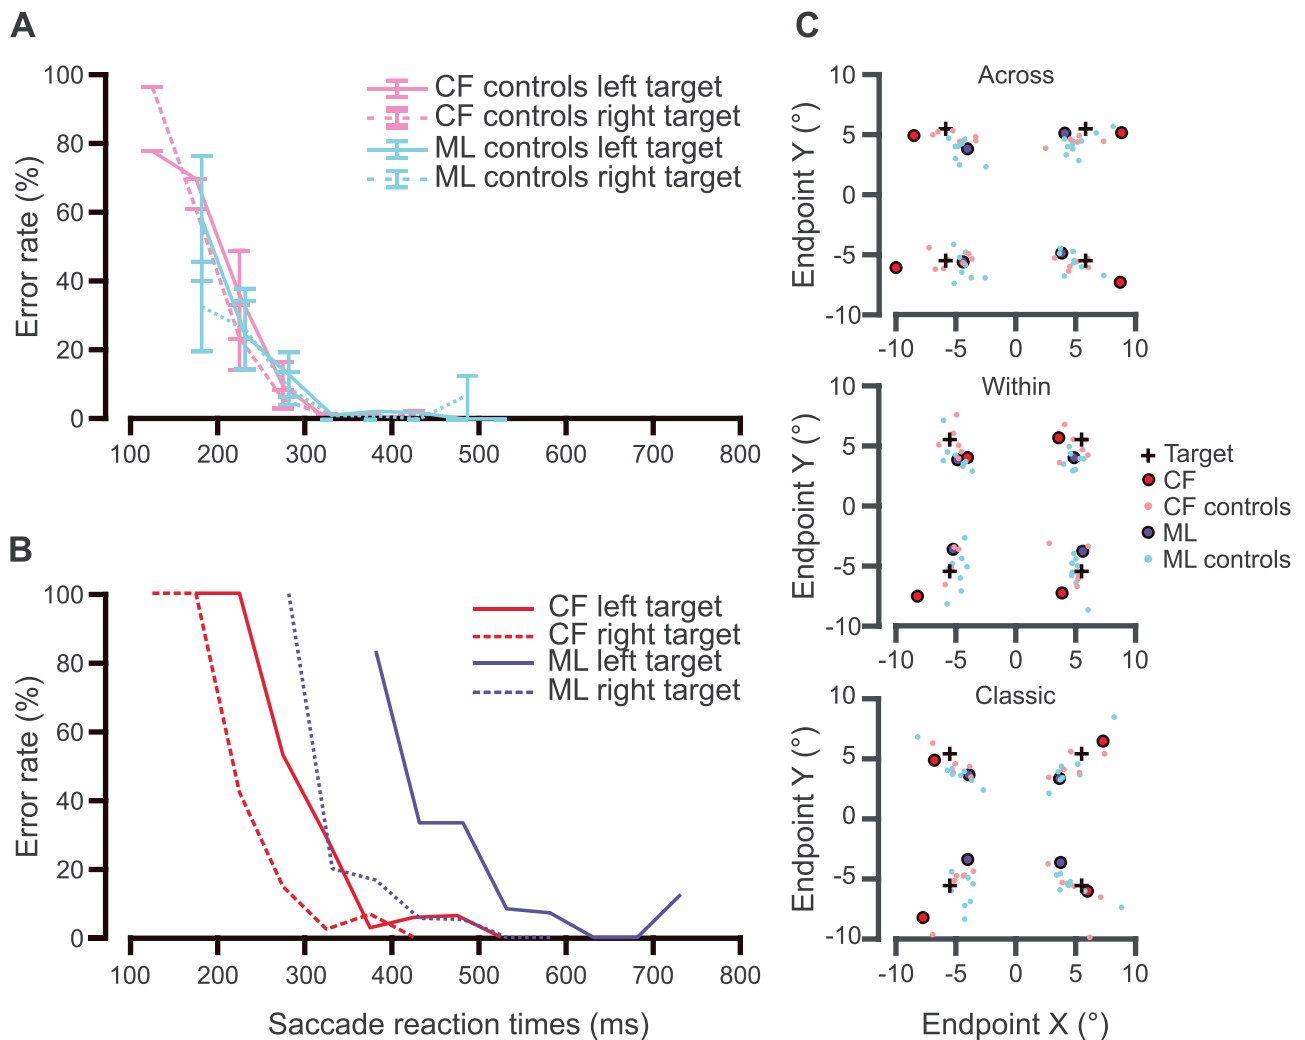 A
100
80
60
40
20
0
Error rate (%)
CF controls left target
CF controls right target
ML controls left target
ML controls right target
100 200 300 400 500 600 700 800
B
100
80
60
40
20
0
Error rate (%)
CF left target
CF right target
ML left target
ML right target
100 200 300 400 500 600 700 800
Saccade reaction times (ms)
C
Across
10
5
0
-5
-10
Endpoint Y (°)
-10 -5 0 5 10
Within
10
5
0
-5
-10
Endpoint Y (°)
-10 -5 0 5 10
Target
CF
CF controls
ML
ML controls
Classic
10
5
0
-5
-10
Endpoint Y (°)
-10 -5 0 5 10
Endpoint X (°)